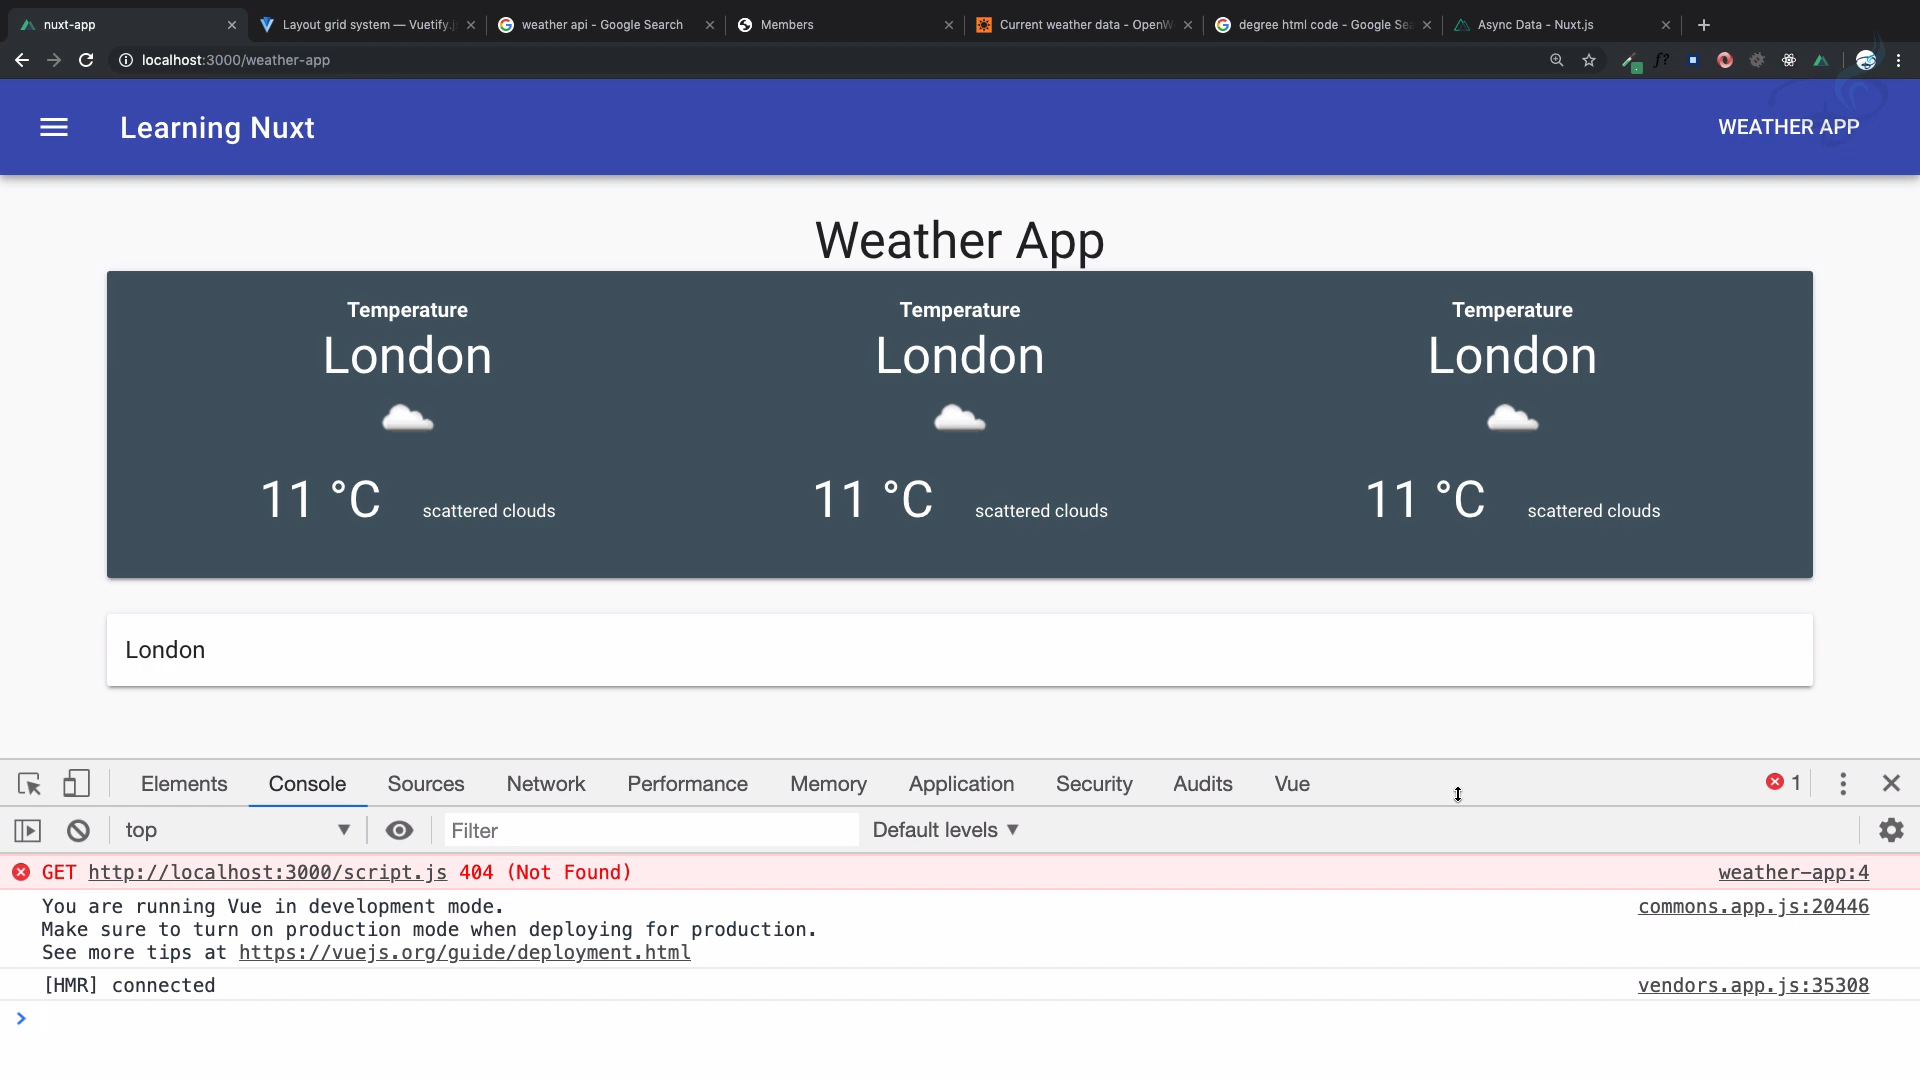 nuxt-app
Layout grid system — Vuetify.j
weather api - Google Search
Members
Current weather data - OpenW
degree html code - Google Sea
Async Data - Nuxt.js
localhost:3000/weather-app
f?
Learning Nuxt
WEATHER APP
Weather App
Temperature Temperature Temperature
London London London
11 °C scattered clouds 11 °C scattered clouds 11 °C scattered clouds
London
Elements Console Sources Network Performance Memory Application Security Audits Vue 1
top Filter Default levels
GET http://localhost:3000/script.js 404 (Not Found) weather-app:4
You are running Vue in development mode. commons.app.js:20446
Make sure to turn on production mode when deploying for production.
See more tips at https://vuejs.org/guide/deployment.html
[HMR] connected vendors.app.js:35308